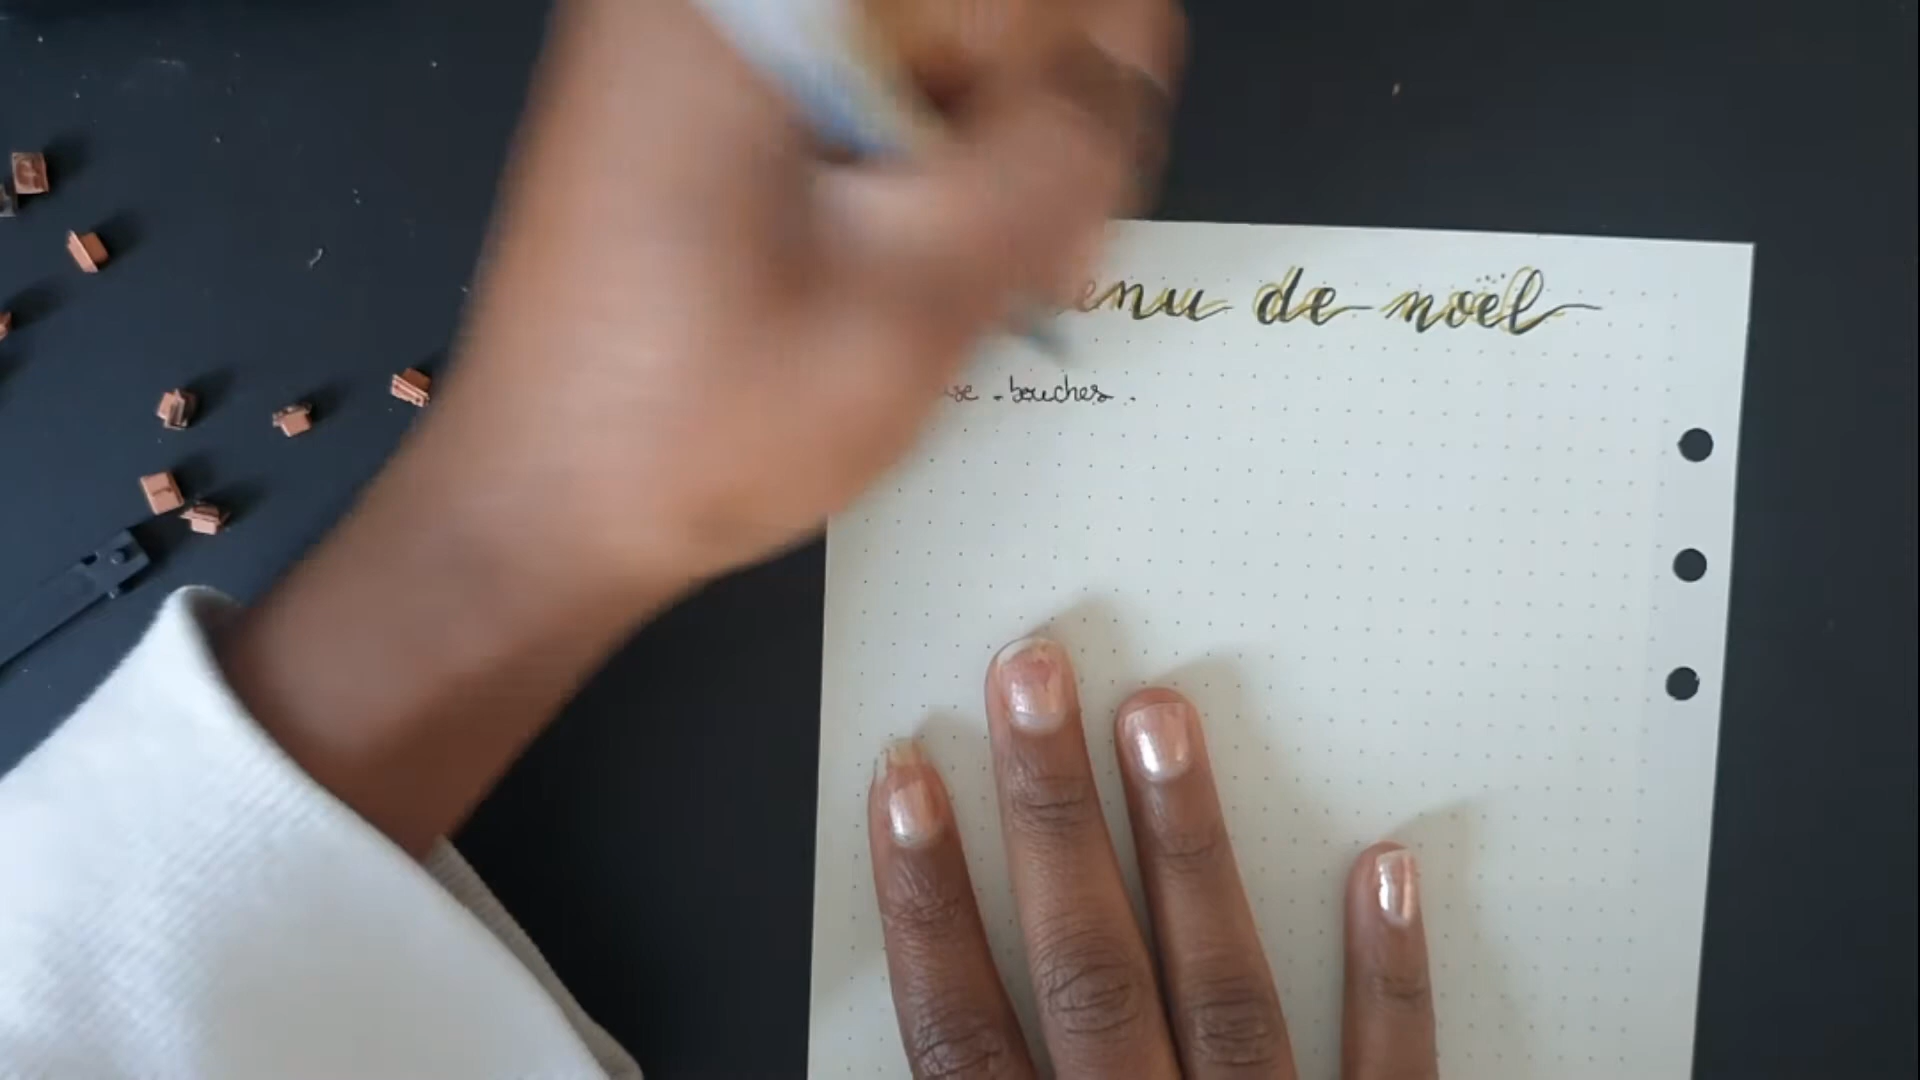 enu de noël
se - bouches.